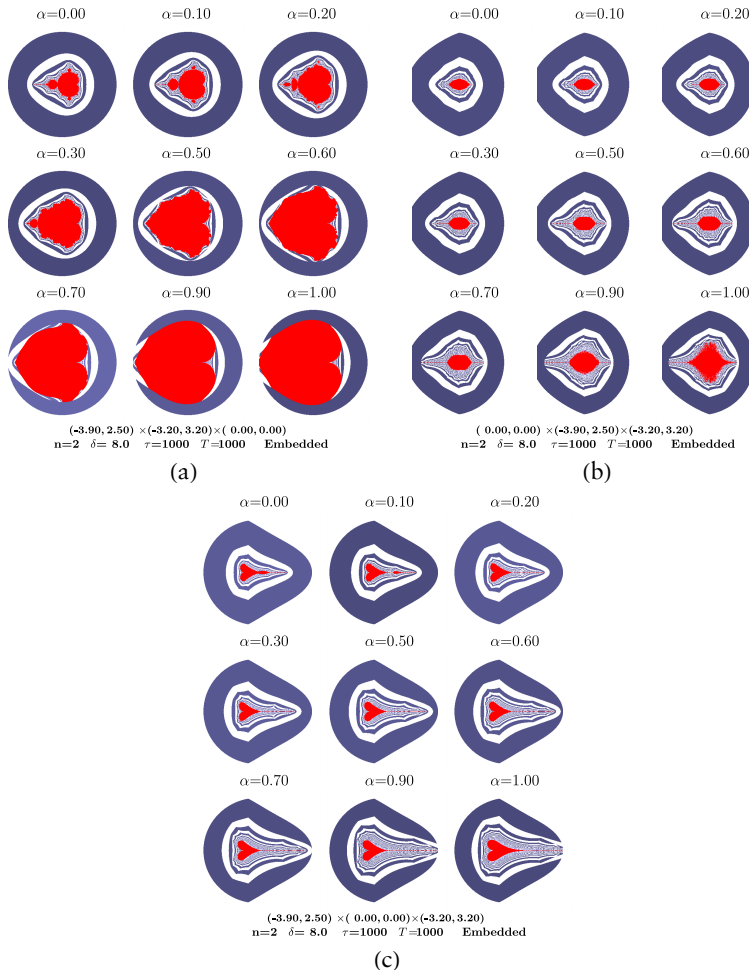 α=0.00 α=0.10 α=0.20
α=0.30 α=0.50 α=0.60
α=0.70 α=0.90 α=1.00
(-3.90, 2.50) ×(-3.20, 3.20)×( 0.00, 0.00)
n=2 δ= 8.0 τ=1000 T=1000 Embedded
(a)
α=0.00 α=0.10 α=0.20
α=0.30 α=0.50 α=0.60
α=0.70 α=0.90 α=1.00
( 0.00, 0.00) ×(-3.90, 2.50)×(-3.20, 3.20)
n=2 δ= 8.0 τ=1000 T=1000 Embedded
(b)
α=0.00 α=0.10 α=0.20
α=0.30 α=0.50 α=0.60
α=0.70 α=0.90 α=1.00
(-3.90, 2.50) ×( 0.00, 0.00)×(-3.20, 3.20)
n=2 δ= 8.0 τ=1000 T=1000 Embedded
(c)